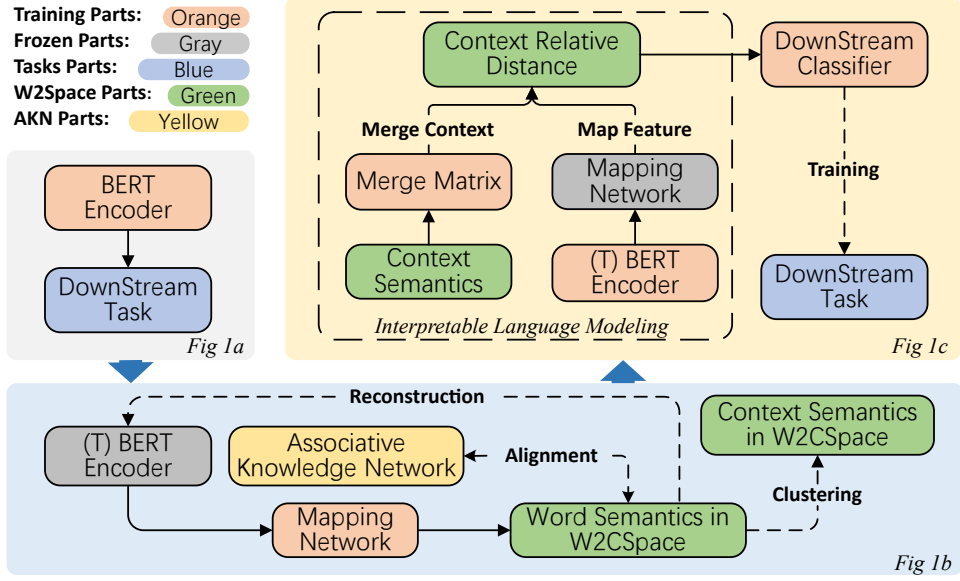 Training Parts: Orange
Frozen Parts: Gray
Tasks Parts: Blue
W2Space Parts: Green
AKN Parts: Yellow
BERT
Encoder
DownStream
Task
Fig 1a
Context Relative
Distance
DownStream
Classifier
Merge Context
Map Feature
Merge Matrix
Mapping
Network
Training
Context
Semantics
(T) BERT
Encoder
DownStream
Task
Interpretable Language Modeling
Fig 1c
Reconstruction
(T) BERT
Encoder
Associative
Knowledge Network
Alignment
Context Semantics
in W2CSpace
Clustering
Mapping
Network
Word Semantics in
W2CSpace
Fig 1b